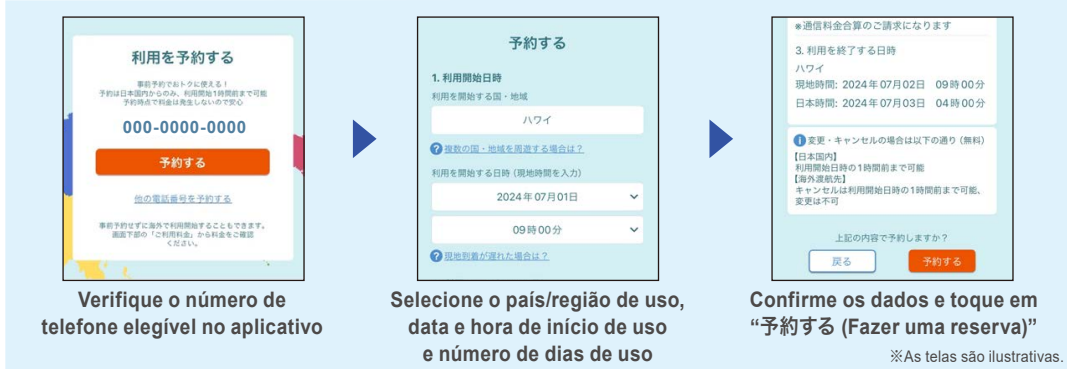 利用を予約する
事前予約でおトクに使える！
予約は日本国内からのみ、利用開始1時間前まで可能
予約時点で料金は発生しないので安心
000-0000-0000
予約する
他の電話番号を予約する
事前予約せずに海外で利用開始することもできます。
画面下部の「ご利用料金」から料金をご確認
ください。
Verifique o número de
telefone elegível no aplicativo
予約する
1. 利用開始日時
利用を開始する国・地域
ハワイ
?複数の国・地域を周遊する場合は？
利用を開始する日時 (現地時間を入力)
2024年07月01日
09時00分
?現地到着が遅れた場合は？
Selecione o país/região de uso,
data e hora de início de uso
e número de dias de uso
※通信料金合算のご請求になります
3. 利用を終了する日時
ハワイ
現地時間: 2024年07月02日 09時00分
日本時間: 2024年07月03日 04時00分
変更・キャンセルの場合は以下の通り (無料)
【日本国内】
利用開始日時の1時間前まで可能
【海外渡航先】
キャンセルは利用開始日時の1時間前まで可能、
変更は不可
上記の内容で予約しますか？
戻る 予約する
Confirme os dados e toque em
“予約する (Fazer uma reserva)”
※As telas são ilustrativas.